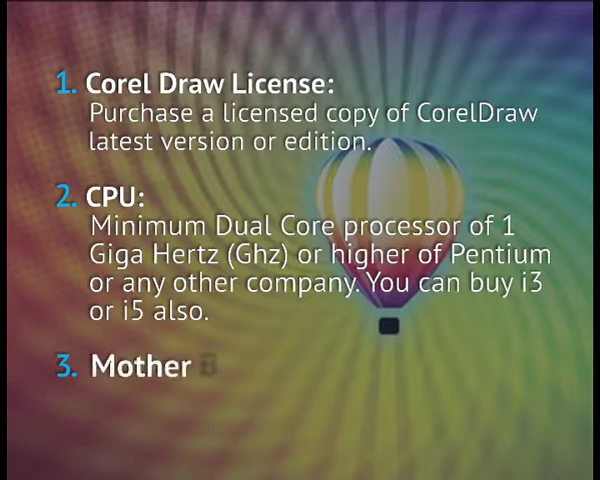 1. Corel Draw License:
Purchase a licensed copy of CorelDraw
latest version or edition.
2. CPU:
Minimum Dual Core processor of 1
Giga Hertz (Ghz) or higher of Pentium
or any other company. You can buy i3
or i5 also.
3. Mother